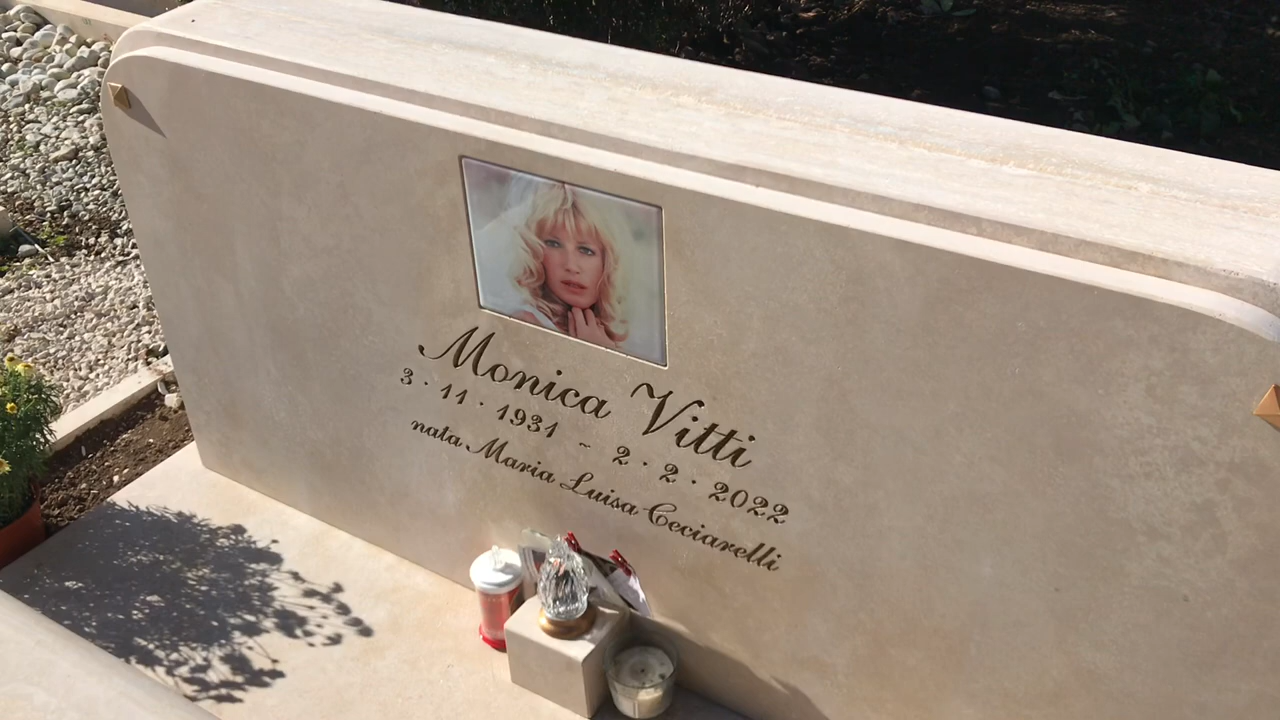 Monica Vitti
3 · 11 · 1931 ~ 2 · 2 · 2022
nata Maria Luisa Ceciarelli